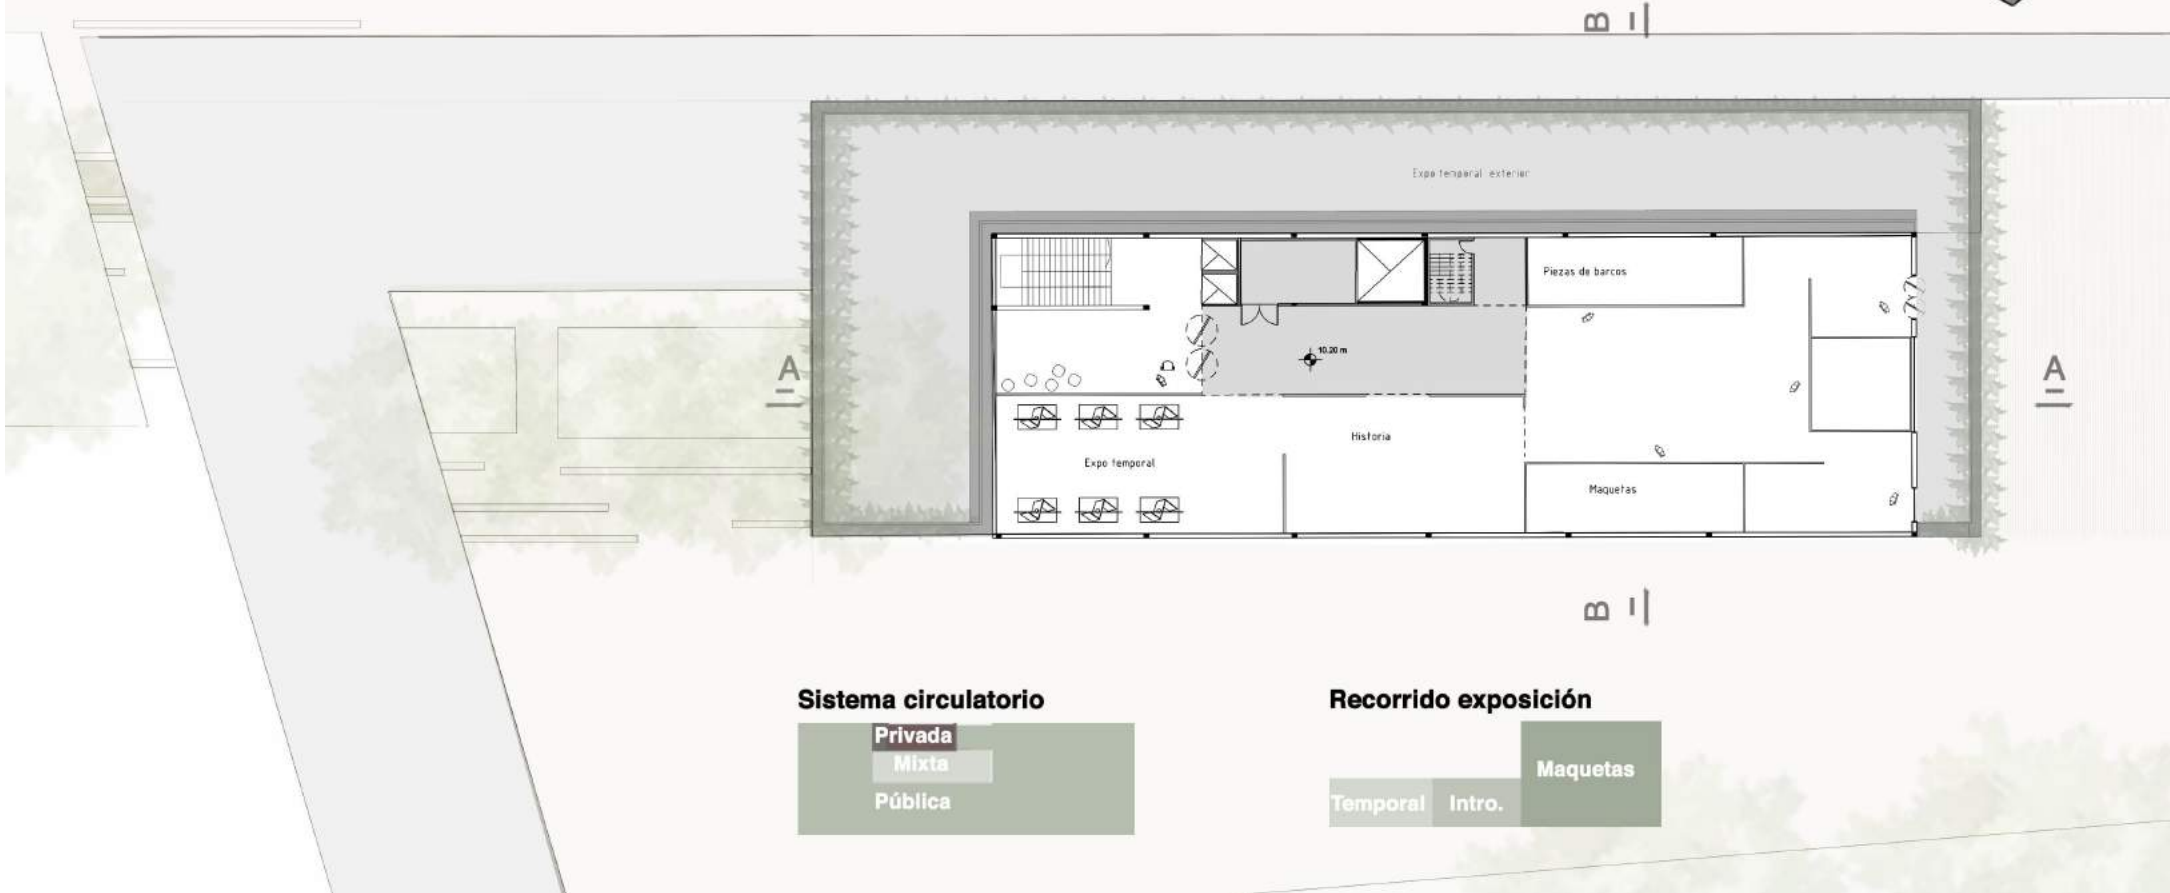 B
Expo temporal exterior
Piezas de barcos
10.20 m
A
A
Historia
Expo temporal
Maquetas
B
Sistema circulatorio
Privada
Mixta
Pública
Recorrido exposición
Maquetas
Temporal
Intro.